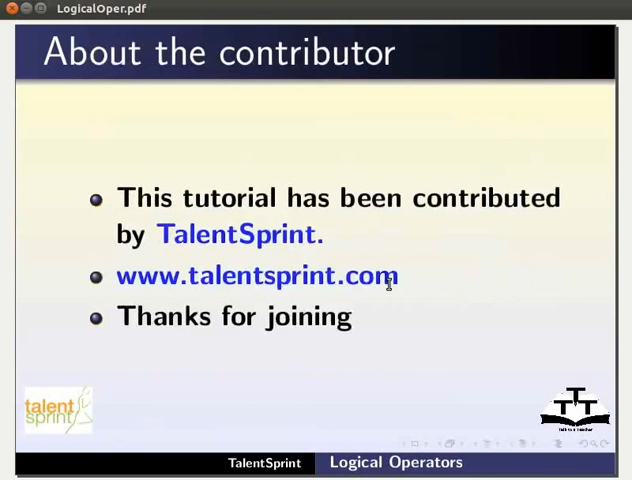 LogicalOper.pdf
About the contributor
This tutorial has been contributed
by TalentSprint.
www.talentsprint.com
Thanks for joining
talent
sprint
T
T T
TalentSprint
Logical Operators